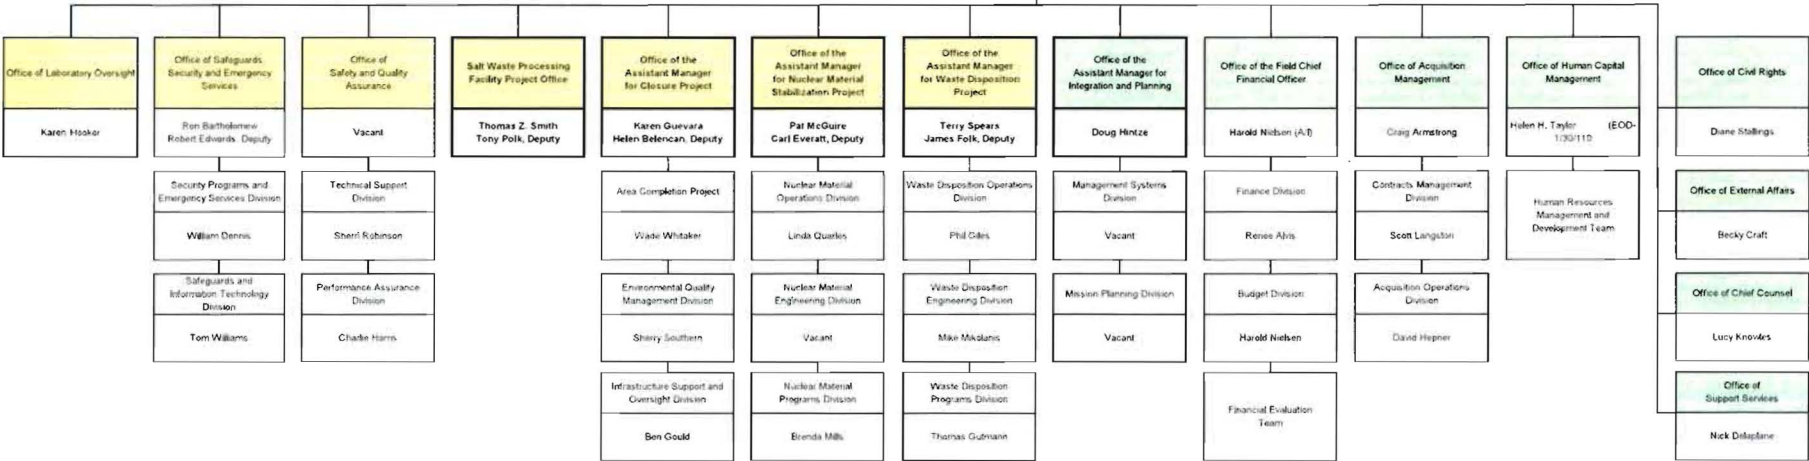 Office of Laboratory Oversight
Karen Hooker
Office of Safeguards
Security and Emergency
Services
Ron Bartholomew
Robert Edwards, Deputy
Security Programs and
Emergency Services Division
William Dennis
Safeguards and
Information Technology
Division
Tom Williams
Office of
Safety and Quality
Assurance
Vacant
Technical Support
Division
Sherri Robinson
Performance Assurance
Division
Charlie Harris
Salt Waste Processing
Facility Project Office
Thomas Z. Smith
Tony Polk, Deputy
Office of the
Assistant Manager
for Closure Project
Karen Guevara
Helen Belencan, Deputy
Area Completion Project
Wade Whitaker
Environmental Quality
Management Division
Sherry Southern
Infrastructure Support and
Oversight Division
Ben Gould
Office of the
Assistant Manager
for Nuclear Material
Stabilization Project
Pat McGuire
Carl Everatt, Deputy
Nuclear Material
Operations Division
Linda Quarles
Nuclear Material
Engineering Division
Vacant
Nuclear Material
Programs Division
Brenda Mills
Office of the
Assistant Manager
for Waste Disposition
Project
Terry Spears
James Folk, Deputy
Waste Disposition Operations
Division
Phil Giles
Waste Disposition
Engineering Division
Mike Mikolanis
Waste Disposition
Programs Division
Thomas Gutmann
Office of the
Assistant Manager for
Integration and Planning
Doug Hintze
Management Systems
Division
Vacant
Mission Planning Division
Vacant
Office of the Field Chief
Financial Officer
Harold Nielsen (A/I)
Finance Division
Renee Alvis
Budget Division
Harold Nielsen
Financial Evaluation
Team
Office of Acquisition
Management
Craig Armstrong
Contracts Management
Division
Scott Langston
Acquisition Operations
Division
David Hepner
Office of Human Capital
Management
Helen H. Taylor (EOD-
1/30/110
Human Resources
Management and
Development Team
Office of Civil Rights
Diane Stallings
Office of External Affairs
Becky Craft
Office of Chief Counsel
Lucy Knowles
Office of
Support Services
Nick Delaplane